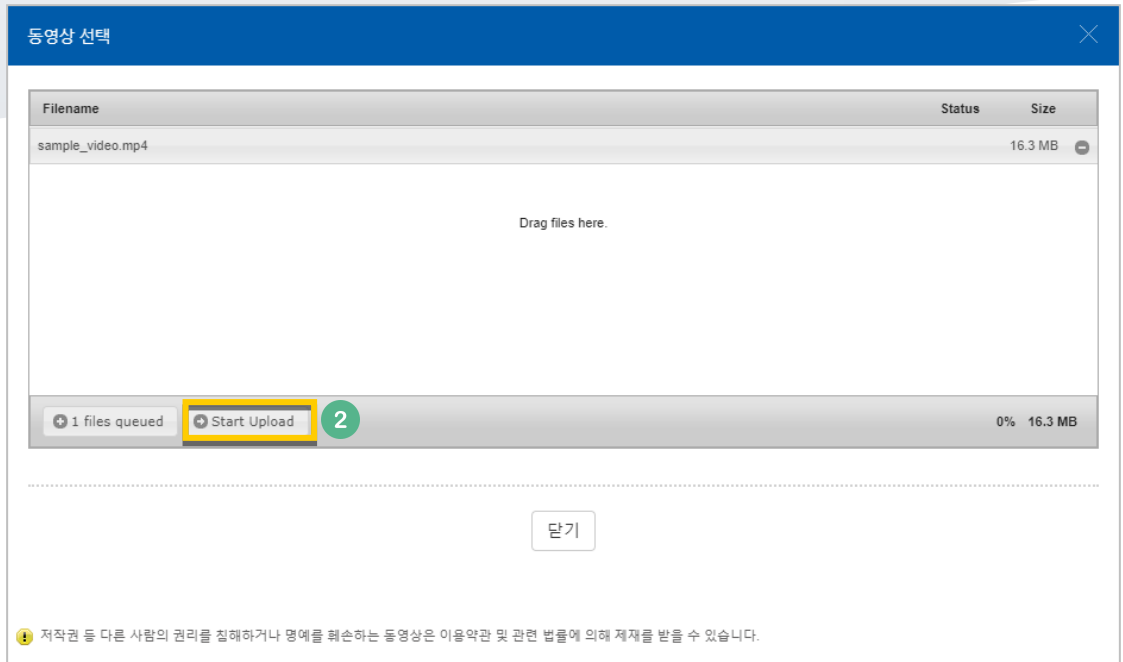 동영상 선택
Filename Status Size
sample_video.mp4 16.3 MB
Drag files here.
1 files queued Start Upload 2 0% 16.3 MB
닫기
저작권 등 다른 사람의 권리를 침해하거나 명예를 훼손하는 동영상은 이용약관 및 관련 법률에 의해 제재를 받을 수 있습니다.